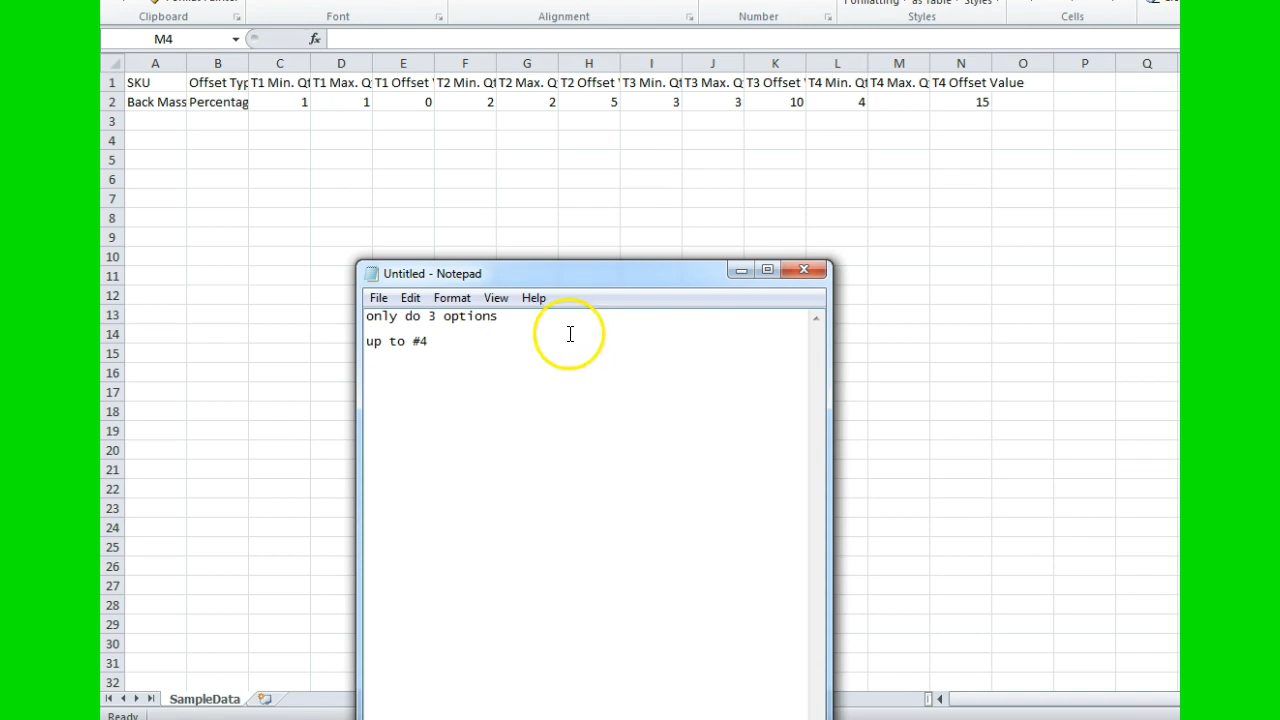 Clipboard Font Alignment Number Styles Cells
M4 fx
A B C D E F G H I J K L M N O P Q
1 SKU Offset Typ T1 Min. Qt T1 Max. Q T1 Offset T2 Min. Qt T2 Max. Q T2 Offset T3 Min. Qt T3 Max. Q T3 Offset T4 Min. Qt T4 Max. Q T4 Offset Value
2 Back Mass Percentag 1 1 0 2 2 5 3 3 10 4 15
3
4
5
6
7
8
9
10
11
12
13
14
15
16
17
18
19
20
21
22
23
24
25
26
27
28
29
30
31
32
Untitled - Notepad
File Edit Format View Help
only do 3 options
up to #4
SampleData
Ready